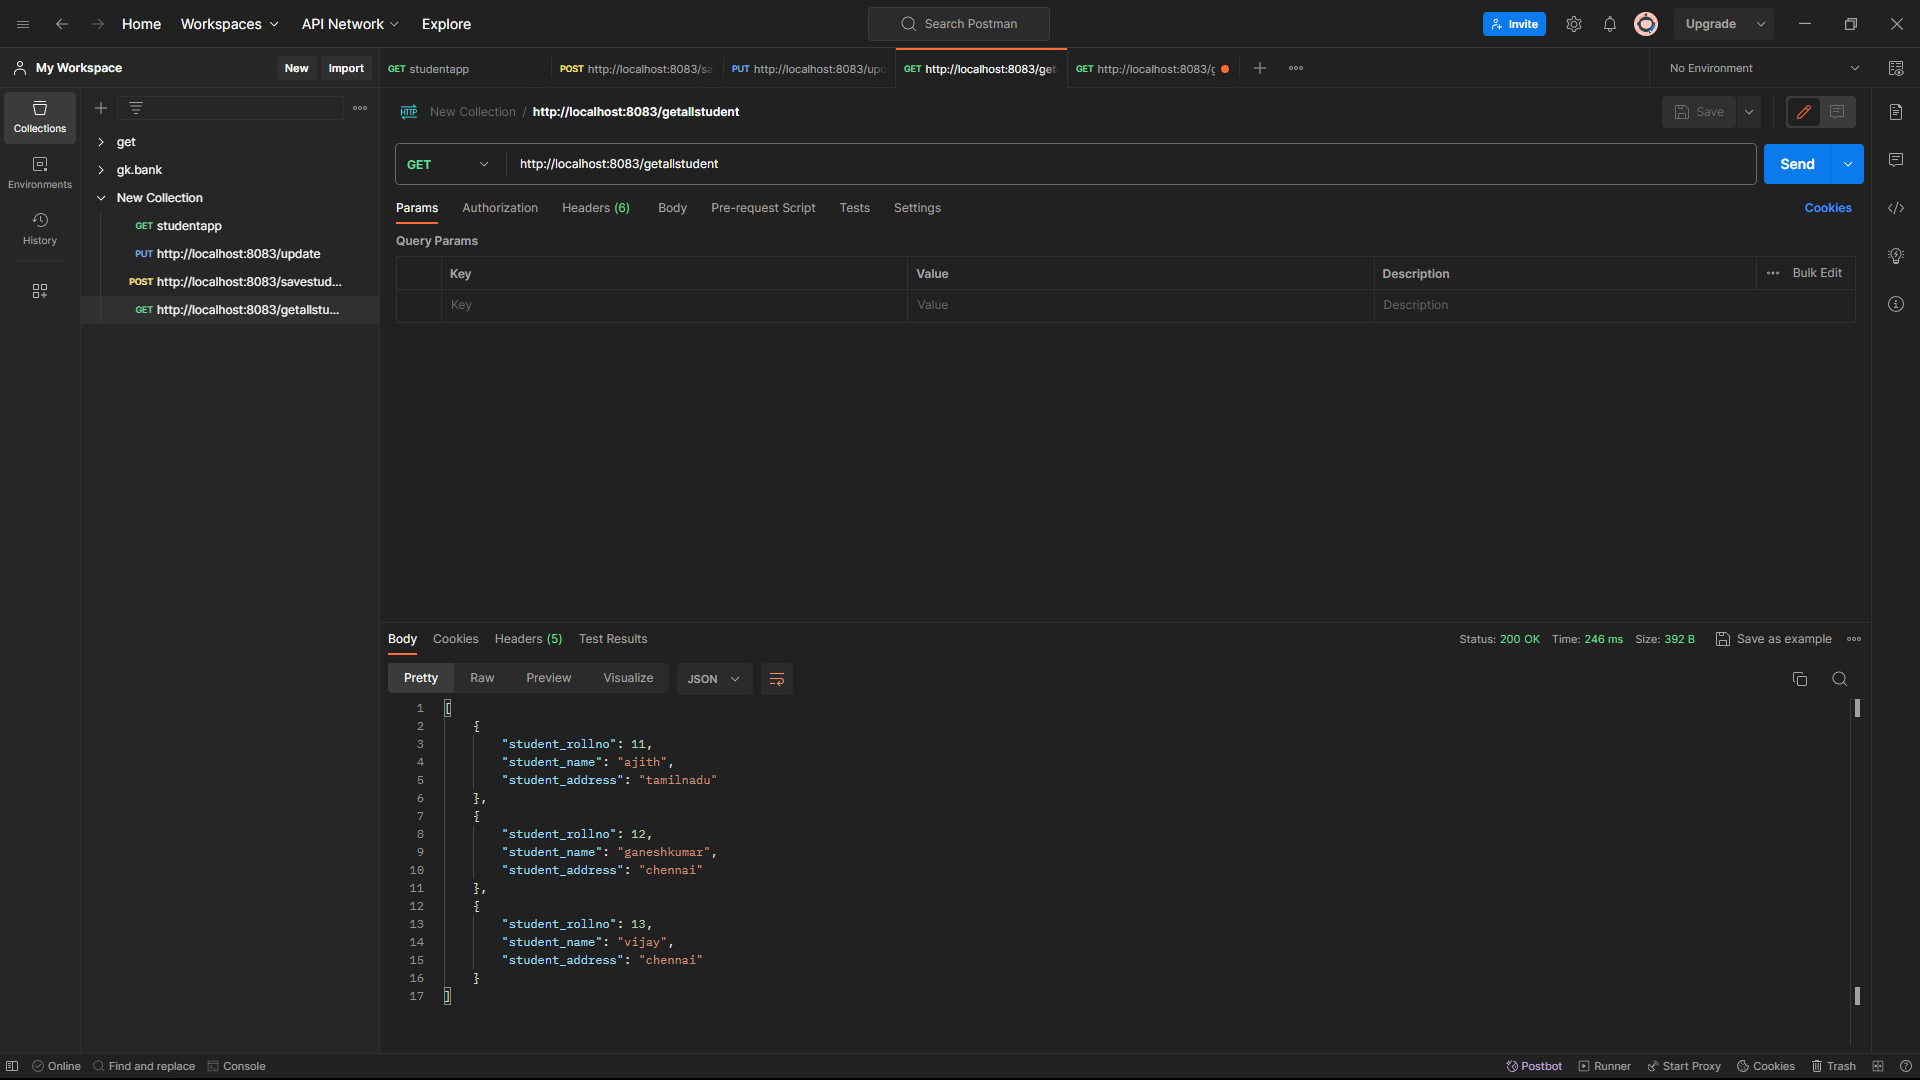 Home Workspaces API Network Explore Search Postman Invite Upgrade
My Workspace New Import GET studentapp POST http://localhost:8083/sa PUT http://localhost:8083/upd GET http://localhost:8083/get GET http://localhost:8083/g No Environment
Collections
Environments
History
get
gk.bank
New Collection
GET studentapp
PUT http://localhost:8083/update
POST http://localhost:8083/savestud...
GET http://localhost:8083/getallstu...
HTTP New Collection / http://localhost:8083/getallstudent Save
GET http://localhost:8083/getallstudent Send
Params Authorization Headers (6) Body Pre-request Script Tests Settings Cookies
Query Params
Key Value Description Bulk Edit
Key Value Description
Body Cookies Headers (5) Test Results Status: 200 OK Time: 246 ms Size: 392 B Save as example
Pretty Raw Preview Visualize JSON
1 [
2 {
3 "student_rollno": 11,
4 "student_name": "ajith",
5 "student_address": "tamilnadu"
6 },
7 {
8 "student_rollno": 12,
9 "student_name": "ganeshkumar",
10 "student_address": "chennai"
11 },
12 {
13 "student_rollno": 13,
14 "student_name": "vijay",
15 "student_address": "chennai"
16 }
17 ]
Online Find and replace Console Postbot Runner Start Proxy Cookies Trash